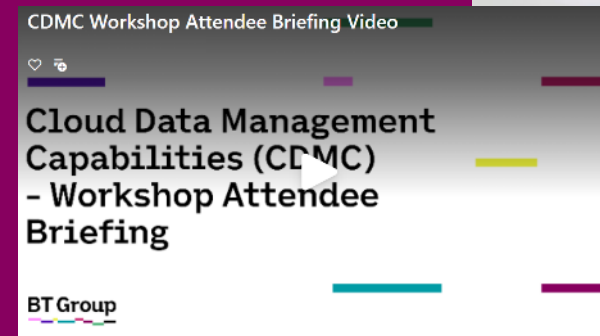 CDMC Workshop Attendee Briefing Video
Cloud Data Management
Capabilities (CDMC)
– Workshop Attendee
Briefing
BT Group